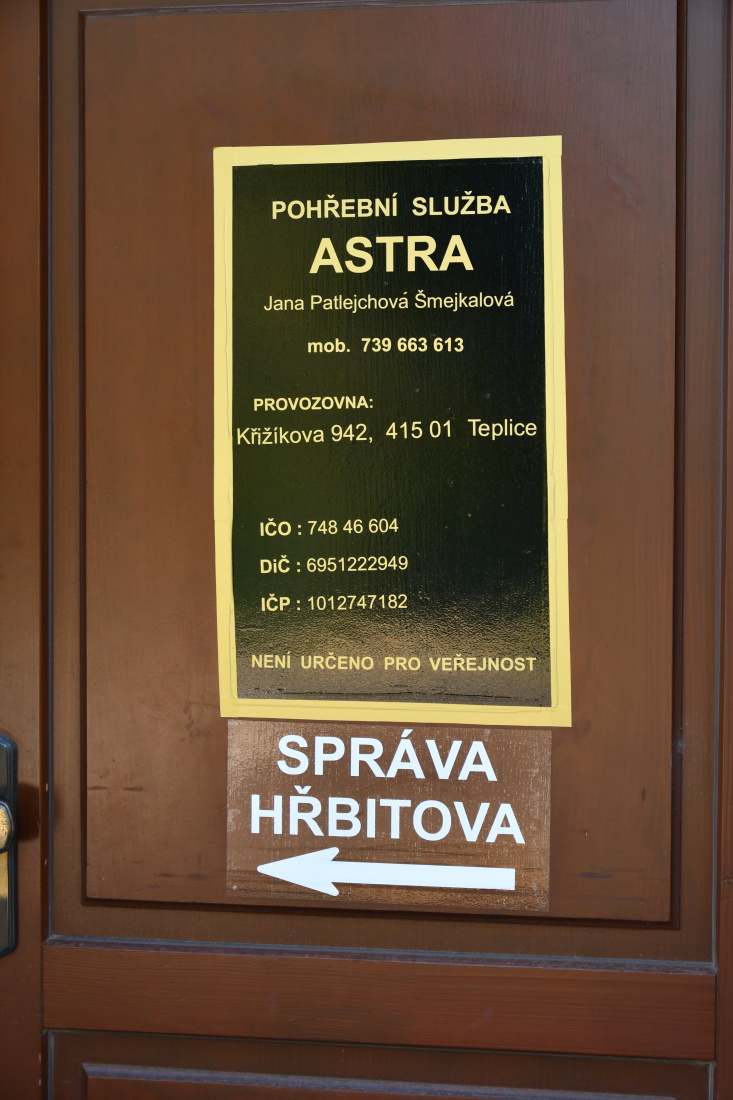 POHŘEBNÍ SLUŽBA
ASTRA
Jana Patlejchová Šmejkalová
mob. 739 663 613
PROVOZOVNA:
Křižíkova 942, 415 01 Teplice
IČO : 748 46 604
DiČ : 6951222949
IČP : 1012747182
NENÍ URČENO PRO VEŘEJNOST
SPRÁVA
HŘBITOVA